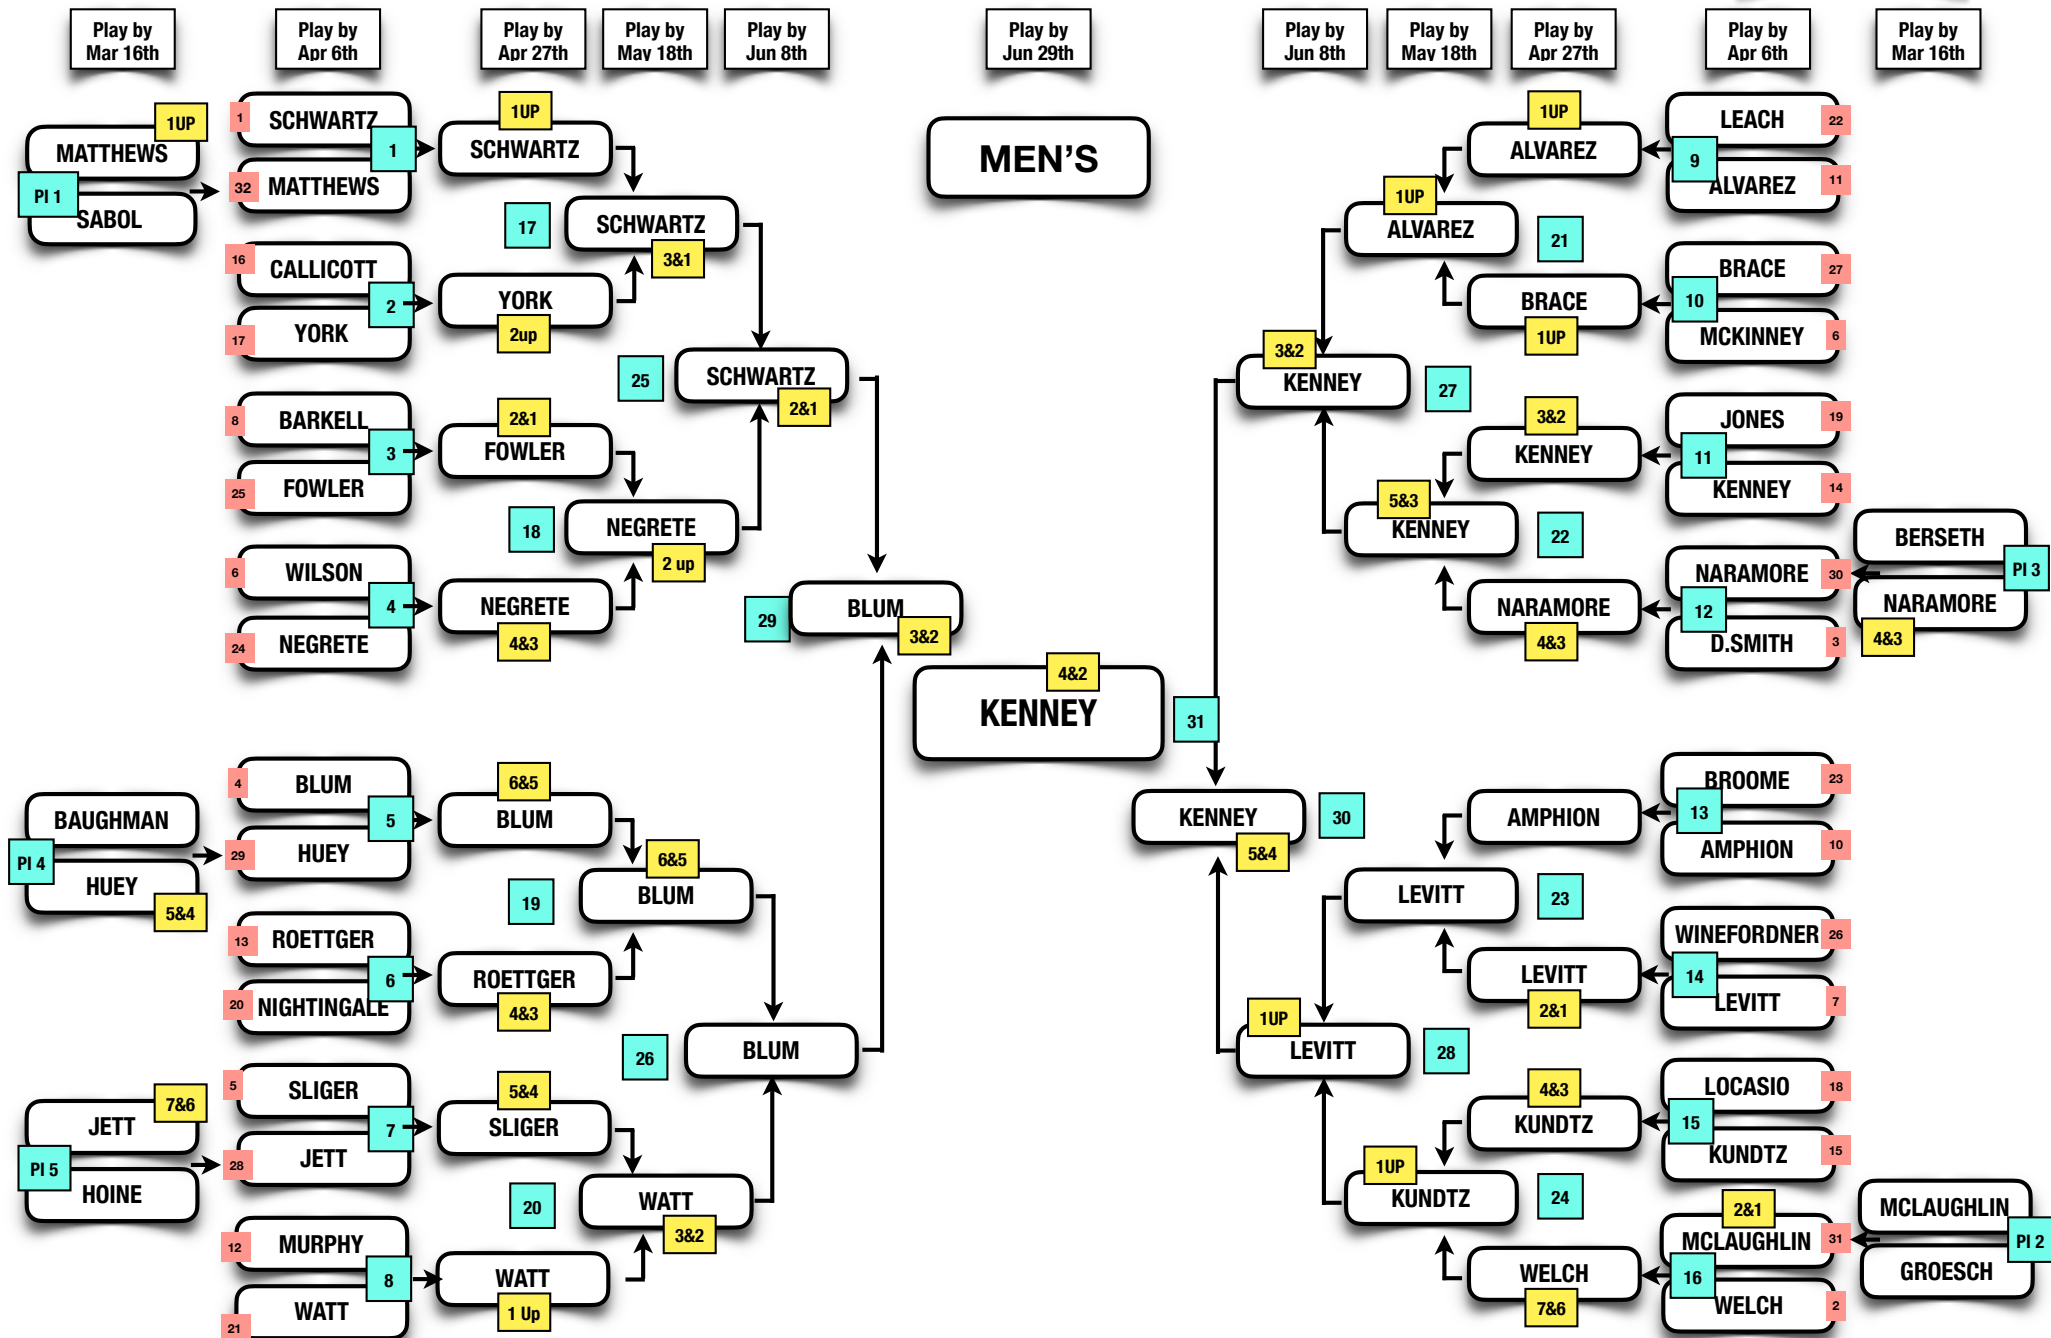 Play by
Mar 16th
Play by
Apr 6th
Play by
Apr 27th
Play by
May 18th
Play by
Jun 8th
Play by
Jun 29th
Play by
Jun 8th
Play by
May 18th
Play by
Apr 27th
Play by
Apr 6th
Play by
Mar 16th
MEN'S
1UP
MATTHEWS
PI 1
SABOL
BAUGHMAN
PI 4
HUEY
5&4
7&6
JETT
PI 5
HOINE
1
SCHWARTZ
1
32
MATTHEWS
16
CALLICOTT
2
17
YORK
8
BARKELL
3
25
FOWLER
6
WILSON
4
24
NEGRETE
4
BLUM
5
29
HUEY
13
ROETTGER
6
20
NIGHTINGALE
5
SLIGER
7
28
JETT
12
MURPHY
8
21
WATT
1UP
SCHWARTZ
YORK
2up
2&1
FOWLER
NEGRETE
4&3
6&5
BLUM
ROETTGER
4&3
5&4
SLIGER
WATT
1 Up
17
SCHWARTZ
3&1
18
NEGRETE
2 up
19
6&5
BLUM
20
WATT
3&2
25
SCHWARTZ
2&1
26
BLUM
29
BLUM
3&2
4&2
KENNEY
31
KENNEY
5&4
30
3&2
KENNEY
27
1UP
LEVITT
28
1UP
ALVAREZ
21
5&3
KENNEY
22
LEVITT
23
1UP
KUNDTZ
24
1UP
ALVAREZ
BRACE
1UP
3&2
KENNEY
NARAMORE
4&3
AMPHION
LEVITT
2&1
4&3
KUNDTZ
WELCH
7&6
LEACH
22
9
ALVAREZ
11
BRACE
27
10
MCKINNEY
6
JONES
19
11
KENNEY
14
NARAMORE
30
12
D.SMITH
3
BROOME
23
13
AMPHION
10
WINEFORDNER
26
14
LEVITT
7
LOCASIO
18
15
KUNDTZ
15
2&1
MCLAUGHLIN
31
16
WELCH
2
BERSETH
PI 3
NARAMORE
4&3
MCLAUGHLIN
PI 2
GROESCH